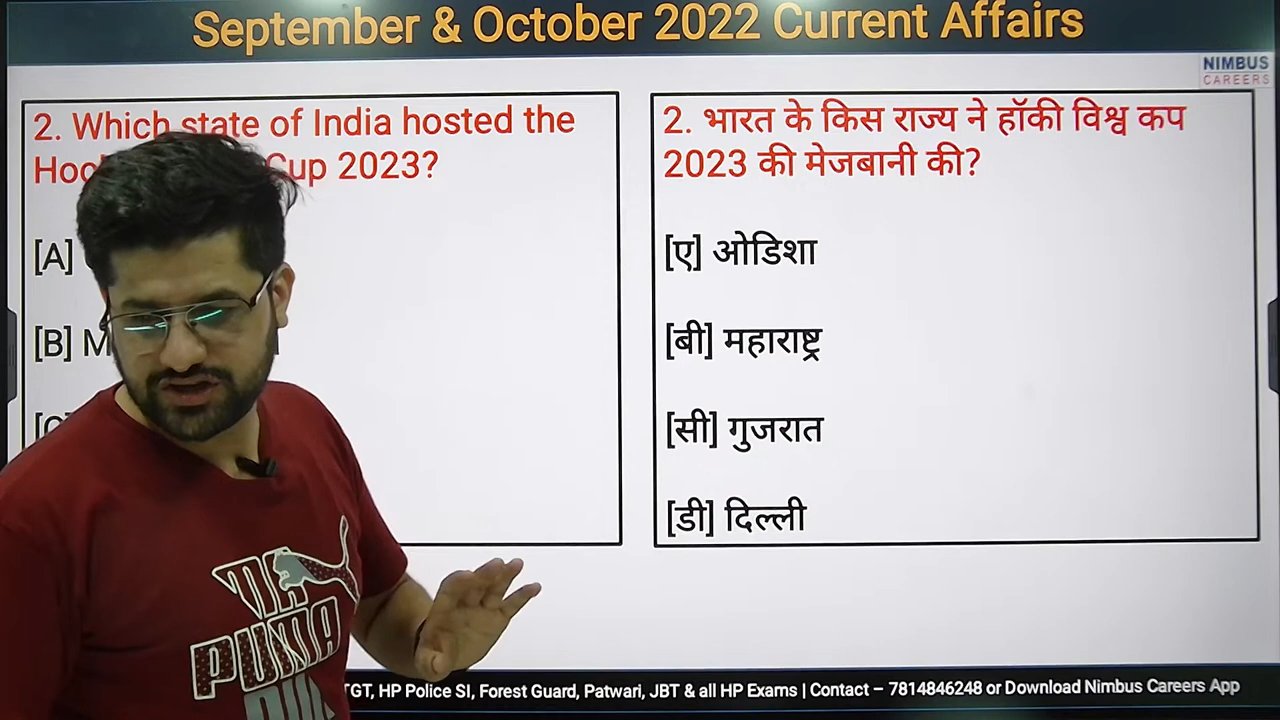 September & October 2022 Current Affairs
NIMBUS
CAREERS
2. Which state of India hosted the
Cup 2023?
[A]
[B]
2. भारत के किस राज्य ने हॉकी विश्व कप
2023 की मेजबानी की?
[ए] ओडिशा
[बी] महाराष्ट्र
[सी] गुजरात
[डी] दिल्ली
PUMA
TGT, HP Police SI, Forest Guard, Patwari, JBT & all HP Exams | Contact – 7814846248 or Download Nimbus Careers App